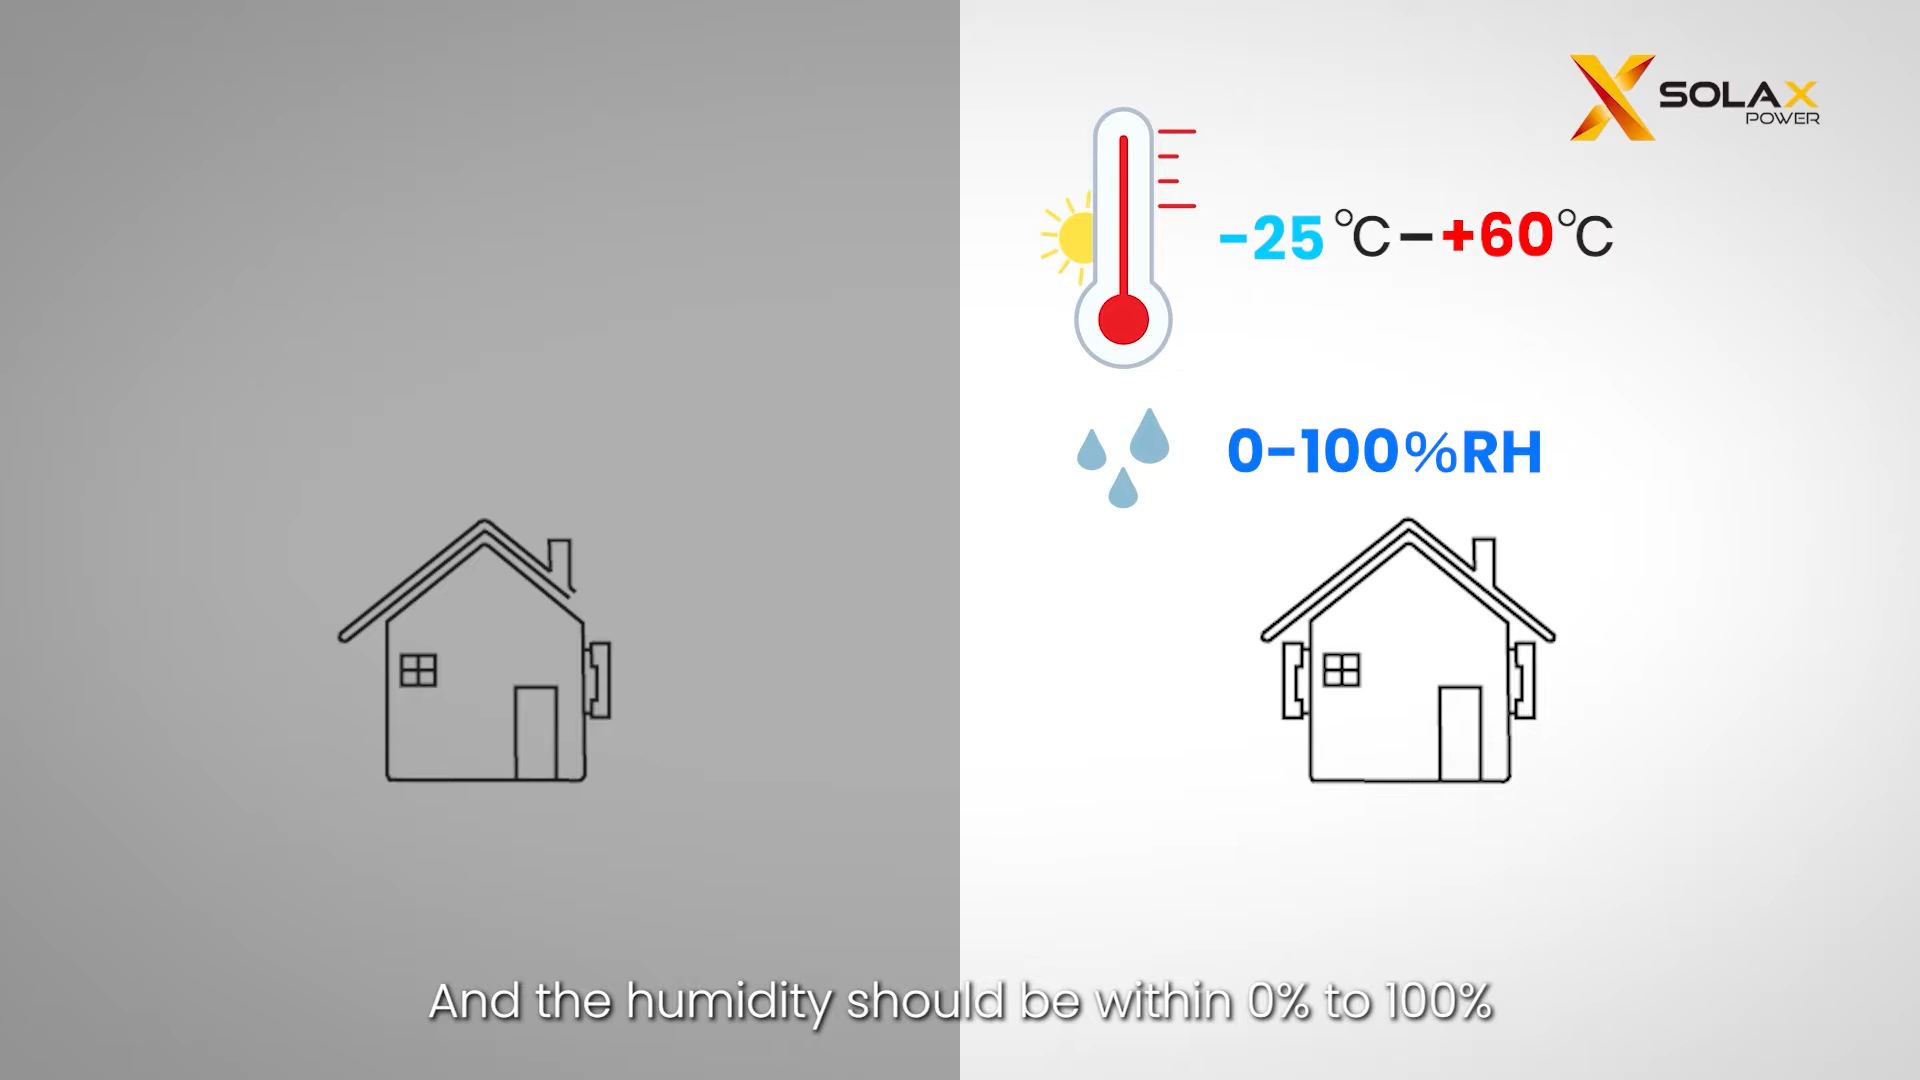 SOLAX
POWER
-25℃-+60℃
0-100%RH
And the humidity should be within 0% to 100%